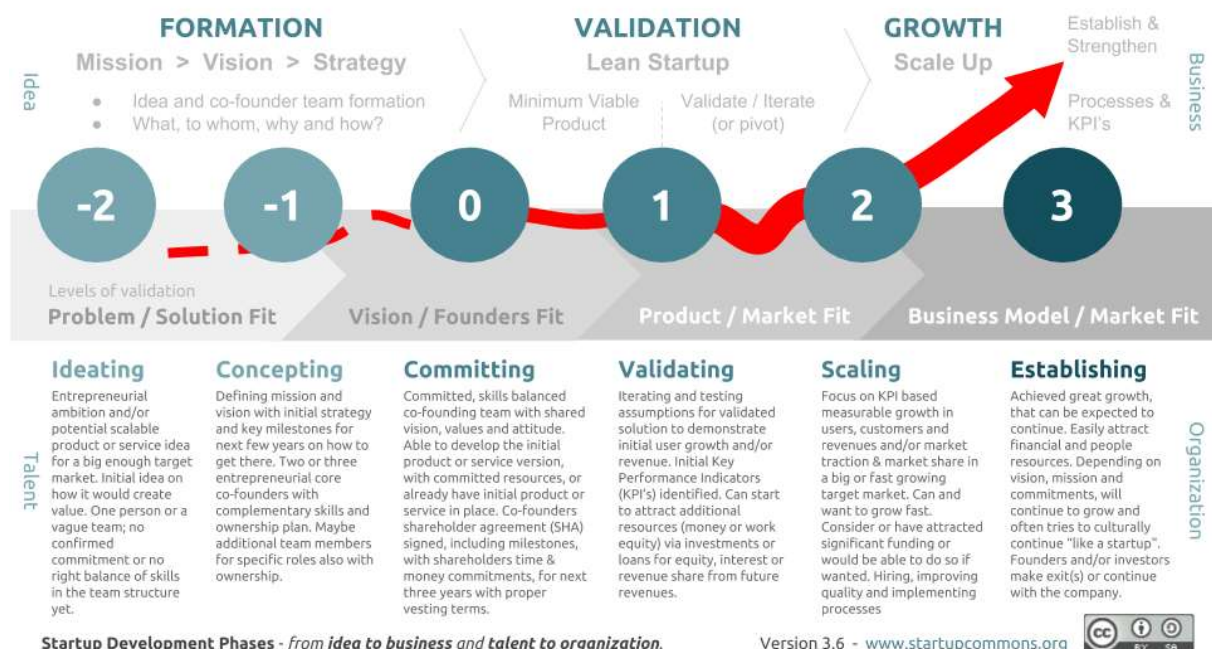 FORMATION
Mission > Vision > Strategy
● Idea and co-founder team formation
● What, to whom, why and how?
VALIDATION
Lean Startup
Minimum Viable
Product
Validate / Iterate
(or pivot)
GROWTH
Scale Up
Establish &
Strengthen
Processes &
KPI's
Idea
Business
-2
-1
0
1
2
3
Levels of validation
Problem / Solution Fit
Vision / Founders Fit
Product / Market Fit
Business Model / Market Fit
Talent
Ideating
Entrepreneurial
ambition and/or
potential scalable
product or service idea
for a big enough target
market. Initial idea on
how it would create
value. One person or a
vague team; no
confirmed
commitment or no
right balance of skills
in the team structure
yet.
Concepting
Defining mission and
vision with initial strategy
and key milestones for
next few years on how to
get there. Two or three
entrepreneurial core
co-founders with
complementary skills and
ownership plan. Maybe
additional team members
for specific roles also with
ownership.
Committing
Committed, skills balanced
co-founding team with shared
vision, values and attitude.
Able to develop the initial
product or service version,
with committed resources, or
already have initial product or
service in place. Co-founders
shareholder agreement (SHA)
signed, including milestones,
with shareholders time &
money commitments, for next
three years with proper
vesting terms.
Validating
Iterating and testing
assumptions for validated
solution to demonstrate
initial user growth and/or
revenue. Initial Key
Performance Indicators
(KPI's) identified. Can start
to attract additional
resources (money or work
equity) via investments or
loans for equity, interest or
revenue share from future
revenues.
Scaling
Focus on KPI based
measurable growth in
users, customers and
revenues and/or market
traction & market share in
a big or fast growing
target market. Can and
want to grow fast.
Consider or have attracted
significant funding or
would be able to do so if
wanted. Hiring, improving
quality and implementing
processes
Establishing
Achieved great growth,
that can be expected to
continue. Easily attract
financial and people
resources. Depending on
vision, mission and
commitments, will
continue to grow and
often tries to culturally
continue "like a startup".
Founders and/or investors
make exit(s) or continue
with the company.
Organization
Startup Development Phases - from idea to business and talent to organization.
Version 3.6 - www.startupcommons.org
cc
BY SA